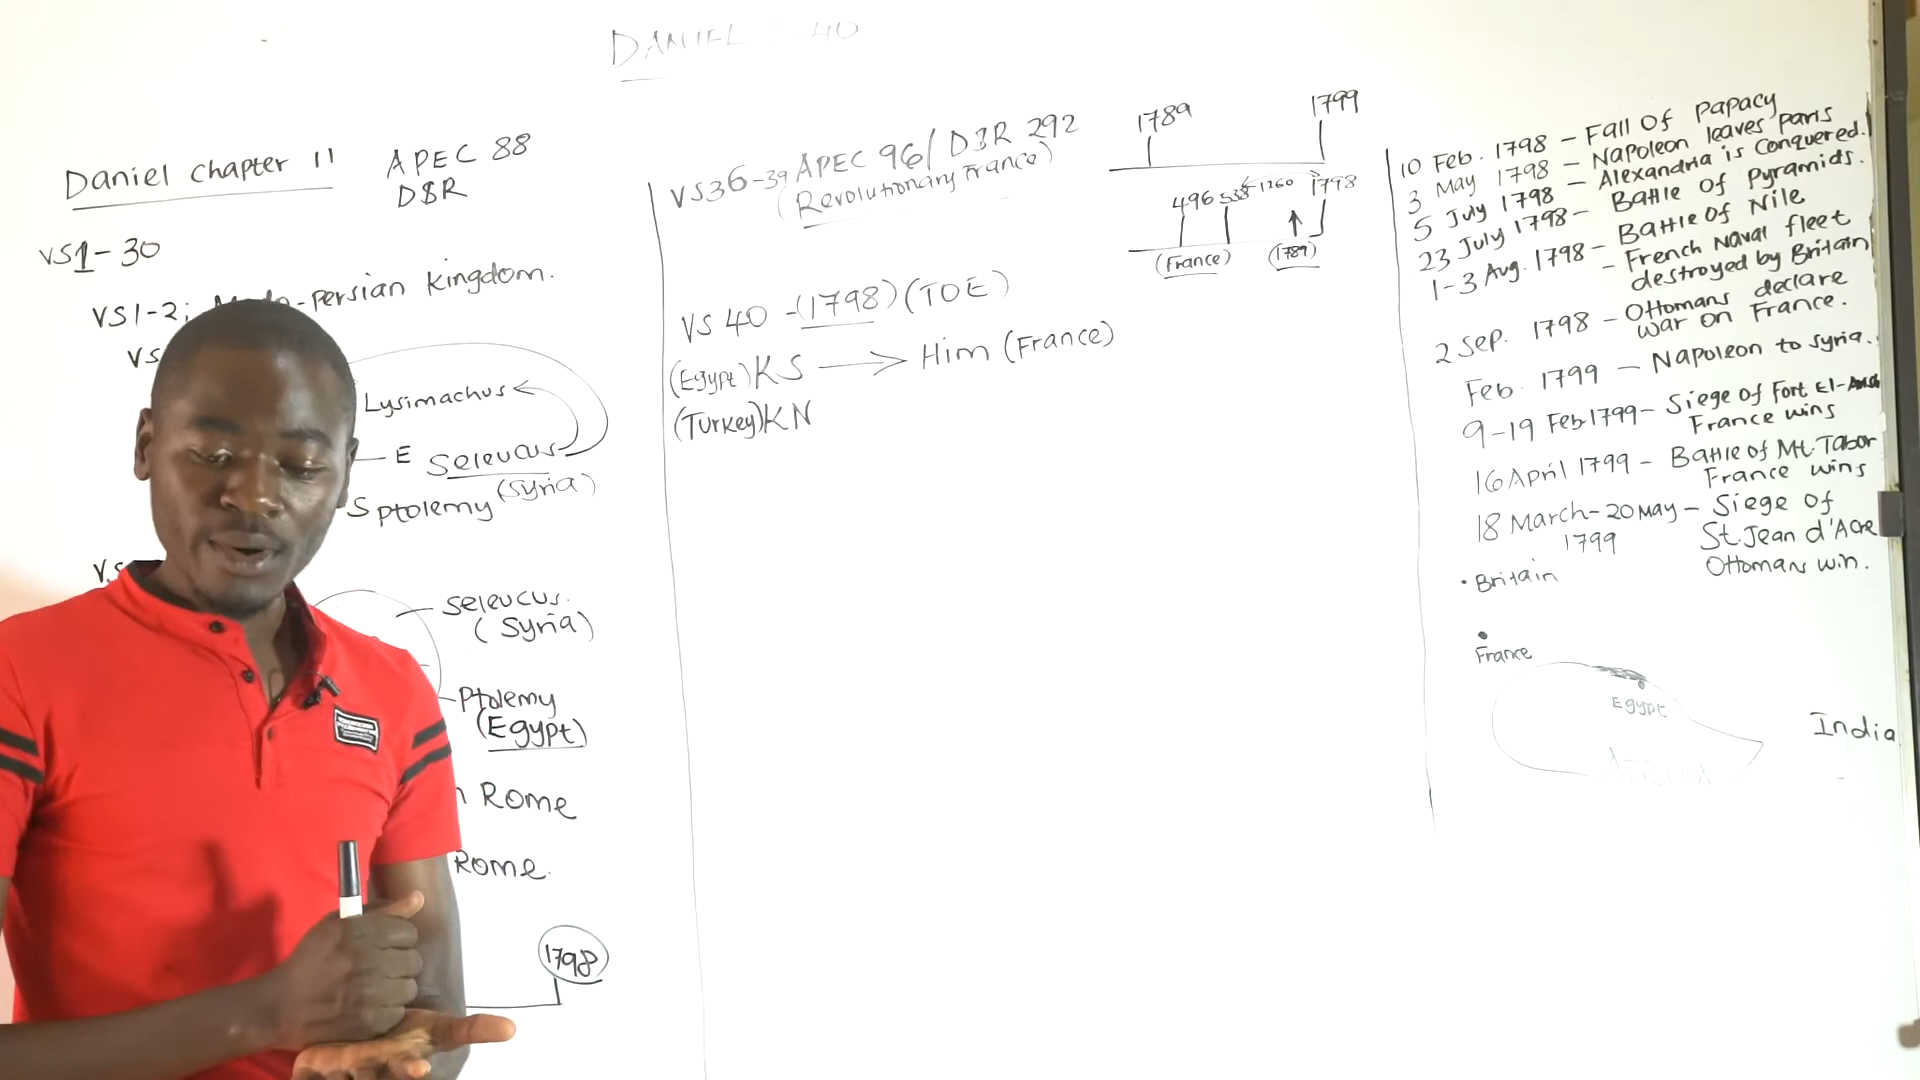 DANIEL 40
Daniel chapter 11
APEC 88
D&R
VS1-30
VS1-2; -persian kingdom.
VS
Lysimachus
E Seleucus
(Syria)
S Ptolemy
VS
Seleucus.
(Syria)
Ptolemy
(Egypt)
Rome
Rome.
1798
VS36-39 APEC 96/ D&R 292
(Revolutionary France)
1789
1799
496 538 1260 1798
(France)
(1789)
VS 40 -(1798)(TOE)
(Egypt)KS → Him (France)
(Turkey)KN
10 Feb. 1798 - Fall Of Papacy
3 May 1798 - Napoleon leaves Paris
5 July 1798 - Alexandria is conquered.
23 July 1798 - Battle Of Pyramids.
1-3 Aug. 1798 - Battle Of Nile
- French Naval fleet
destroyed by Britain
2 Sep. 1798 - Ottomans declare
war on France.
Feb. 1799 - Napoleon to Syria.
9-19 Feb 1799 - Siege of Fort El-
France wins
16 April 1799 - Battle of Mt. Tabor
France wins
18 March - 20 May - Siege Of
1799 St. Jean d'Acre
Ottomans win.
• Britain
France
Egypt
India